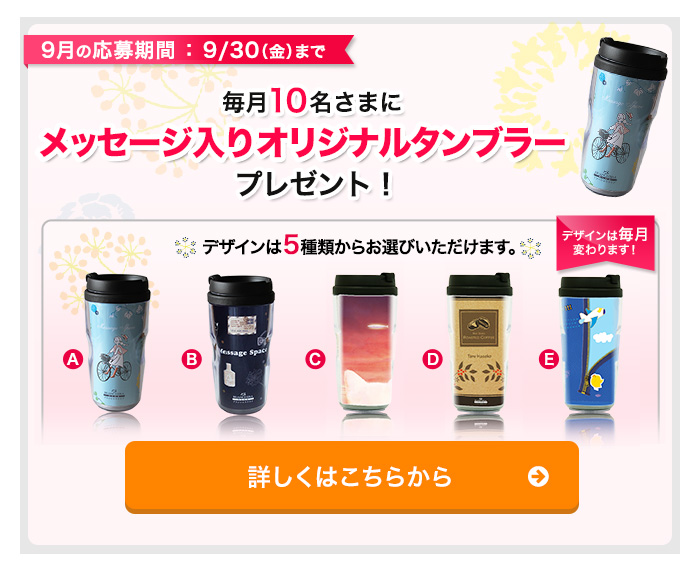 9月の応募期間 : 9/30(金)まで
毎月10名さまに
メッセージ入りオリジナルタンブラー
プレゼント！
デザインは5種類からお選びいただけます。
デザインは毎月
変わります！
A
B
Message Space
C
D
E
詳しくはこちらから